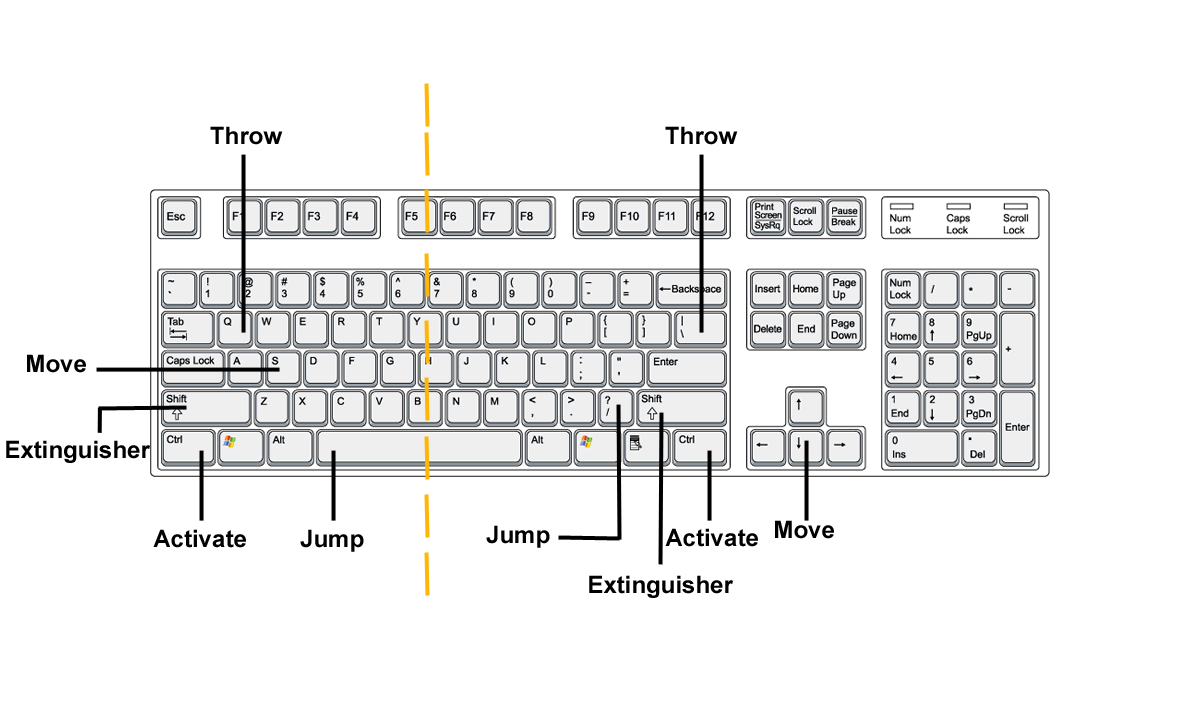 Throw Throw
Esc F1 F2 F3 F4 F5 F6 F7 F8 F9 F10 F11 F12 Print Screen SysRq Scroll Lock Pause Break Num Lock Caps Lock Scroll Lock
~ ` ! 1 @ 2 # 3 $ 4 % 5 ^ 6 & 7 * 8 ( 9 ) 0 – - + = ←Backspace Insert Home Page Up Num Lock / * -
Tab Q W E R T Y U I O P { [ } ] | \ Delete End Page Down 7 Home 8 ↑ 9 PgUp +
Move Caps Lock A S D F G H J K L : ; " ' Enter 4 ← 5 6 →
Shift Z X C V B N M < , > . ? / Shift ↑ 1 End 2 ↓ 3 PgDn Enter
Extinguisher Ctrl Alt Alt Ctrl ← ↓ → 0 Ins • Del
Activate Jump Jump Activate Move
Extinguisher